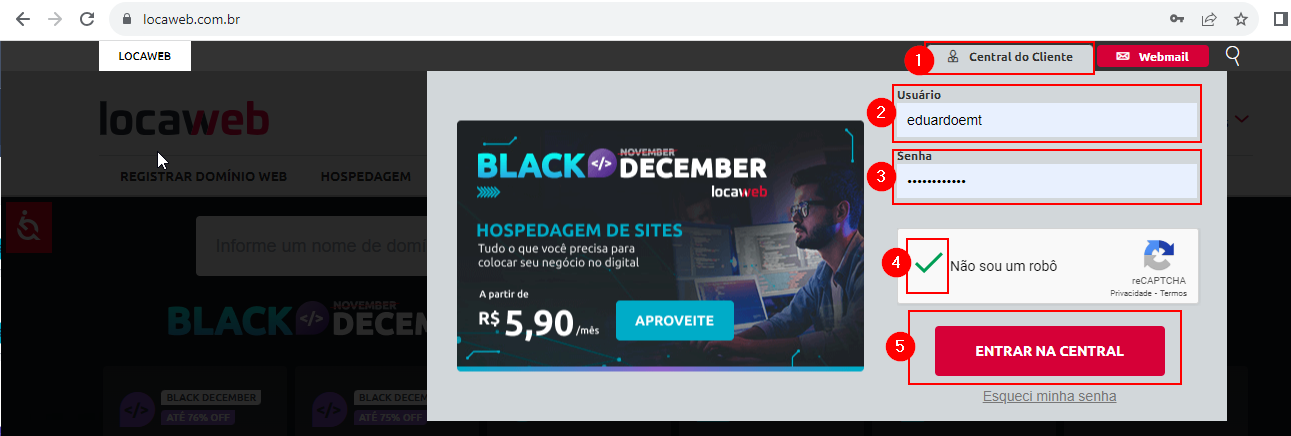 locaweb.com.br
LOCAWEB
1
Central do Cliente
Webmail
locaweb
REGISTRAR DOMÍNIO WEB
HOSPEDAGEM
Informe um nome de domí
BLACK </> NOVEMBER
DECEMBER
BLACK DECEMBER
ATÉ 76% OFF
BLACK DECEMBER
ATÉ 75% OFF
BLACK </> NOVEMBER
DECEMBER
locaweb
HOSPEDAGEM DE SITES
Tudo o que você precisa para
colocar seu negócio no digital
A partir de
R$ 5,90 /mês
APROVEITE
Usuário
2
eduardoemt
Senha
3
••••••••••••
4
Não sou um robô
reCAPTCHA
Privacidade - Termos
5
ENTRAR NA CENTRAL
Esqueci minha senha